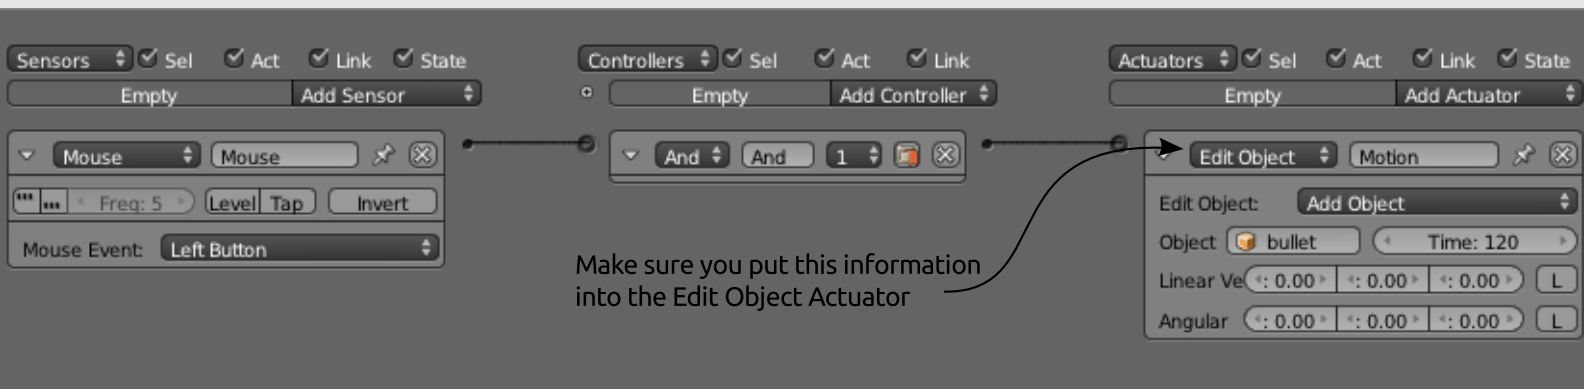 Sensors Sel Act Link State
Controllers Sel Act Link
Actuators Sel Act Link State
Empty Add Sensor
Empty Add Controller
Empty Add Actuator
Mouse Mouse
And And 1
Edit Object Motion
Freq: 5 Level Tap Invert
Mouse Event: Left Button
Make sure you put this information
into the Edit Object Actuator
Edit Object: Add Object
Object bullet Time: 120
Linear Ve : 0.00 : 0.00 : 0.00 L
Angular : 0.00 : 0.00 : 0.00 L